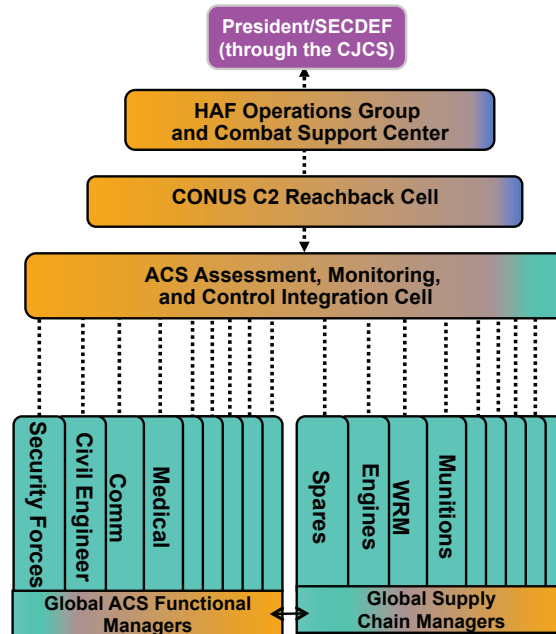 President/SECDEF
(through the CJCS)
HAF Operations Group
and Combat Support Center
CONUS C2 Reachback Cell
ACS Assessment, Monitoring,
and Control Integration Cell
Security Forces
Civil Engineer
Comm
Medical
Spares
Engines
WRM
Munitions
Global ACS Functional
Managers
Global Supply
Chain Managers